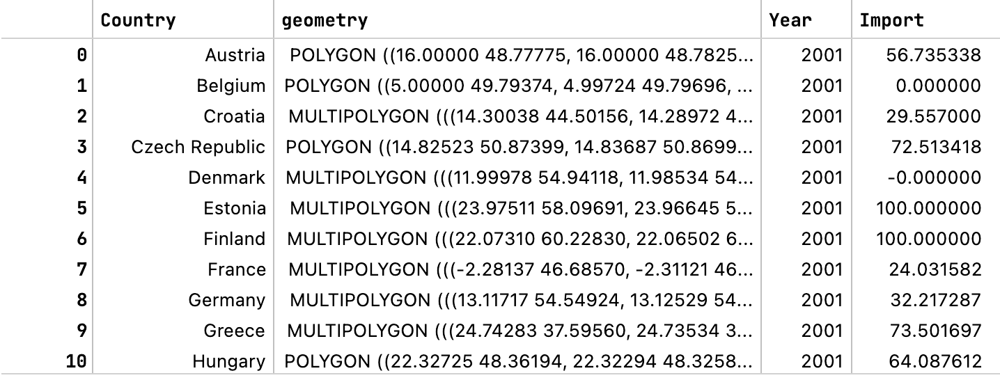 Country geometry Year Import
0 Austria POLYGON ((16.00000 48.77775, 16.00000 48.7825... 2001 56.735338
1 Belgium POLYGON ((5.00000 49.79374, 4.99724 49.79696, ... 2001 0.000000
2 Croatia MULTIPOLYGON (((14.30038 44.50156, 14.28972 4... 2001 29.557000
3 Czech Republic POLYGON ((14.82523 50.87399, 14.83687 50.8699... 2001 72.513418
4 Denmark MULTIPOLYGON (((11.99978 54.94118, 11.98534 54... 2001 -0.000000
5 Estonia MULTIPOLYGON (((23.97511 58.09691, 23.96645 5... 2001 100.000000
6 Finland MULTIPOLYGON (((22.07310 60.22830, 22.06502 6... 2001 100.000000
7 France MULTIPOLYGON (((-2.28137 46.68570, -2.31121 46... 2001 24.031582
8 Germany MULTIPOLYGON (((13.11717 54.54924, 13.12529 54... 2001 32.217287
9 Greece MULTIPOLYGON (((24.74283 37.59560, 24.73534 3... 2001 73.501697
10 Hungary POLYGON ((22.32725 48.36194, 22.32294 48.3258... 2001 64.087612